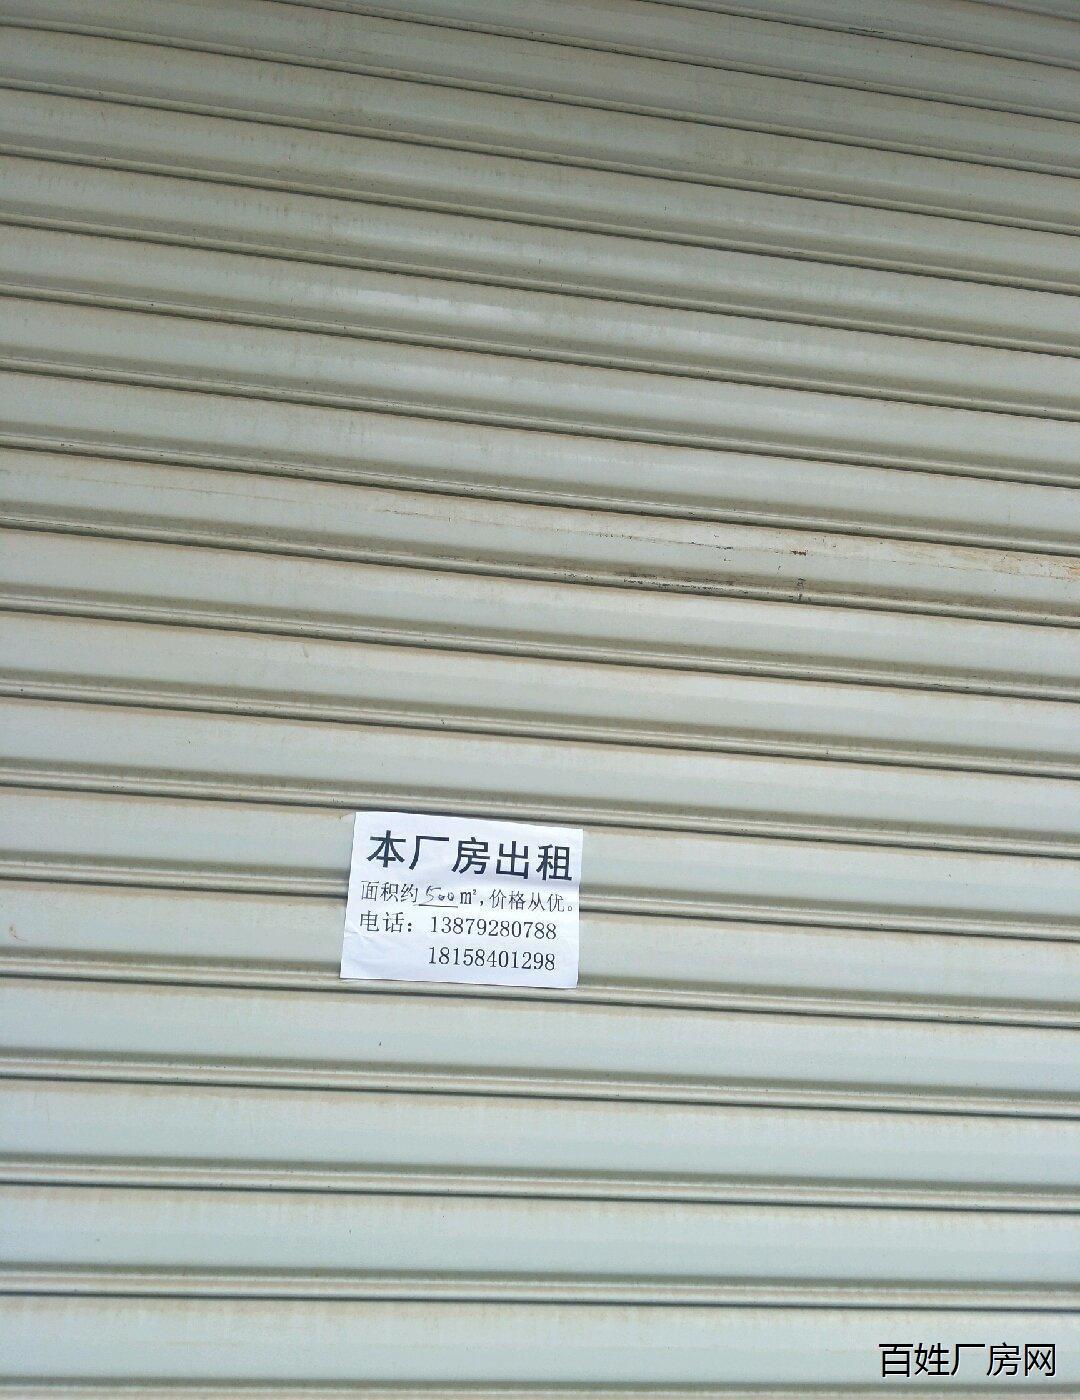 本厂房出租
面积约500m²,价格从优。
电话：13879280788
18158401298
百姓厂房网